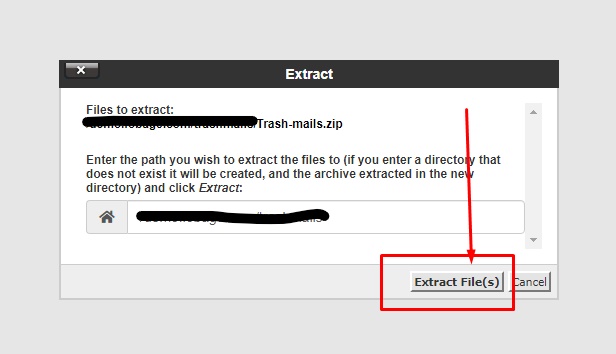 Extract
Files to extract:
Trash-mails.zip
Enter the path you wish to extract the files to (if you enter a directory that
does not exist it will be created, and the archive extracted in the new
directory) and click Extract:
Extract File(s)
Cancel